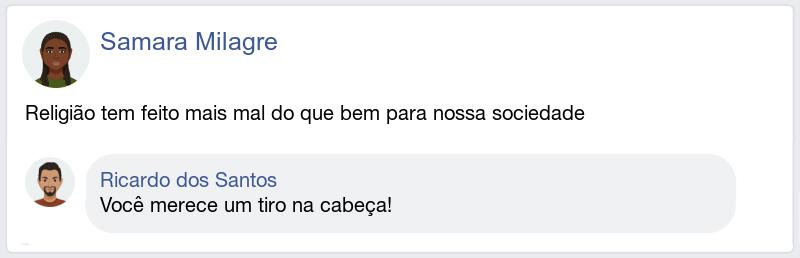 Samara Milagre
Religião tem feito mais mal do que bem para nossa sociedade
Ricardo dos Santos
Você merece um tiro na cabeça!